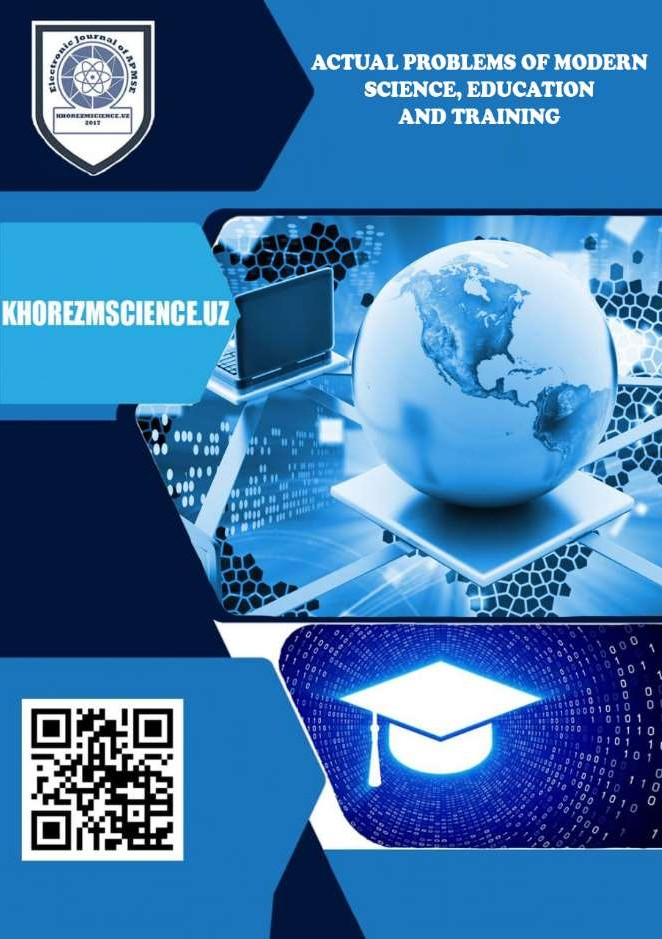 Electronic Journal of APMSE
KHOREZMSCIENCE.UZ
2017
ACTUAL PROBLEMS OF MODERN
SCIENCE, EDUCATION
AND TRAINING
KHOREZMSCIENCE.UZ